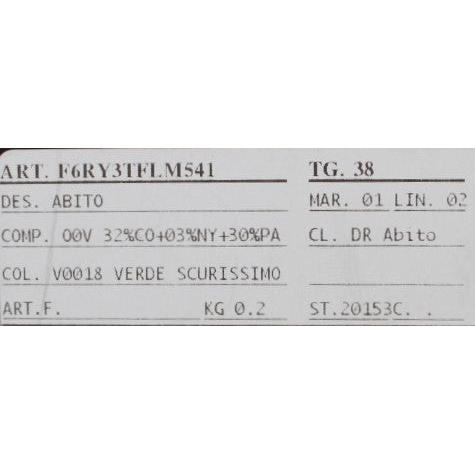 ART. F6RY3TFLM541 TG. 38
DES. ABITO MAR. 01 LIN. 02
COMP. 00V 32%CO+03%NY+30%PA CL. DR Abito
COL. V0018 VERDE SCURISSIMO
ART.F. KG 0.2 ST.20153C. .